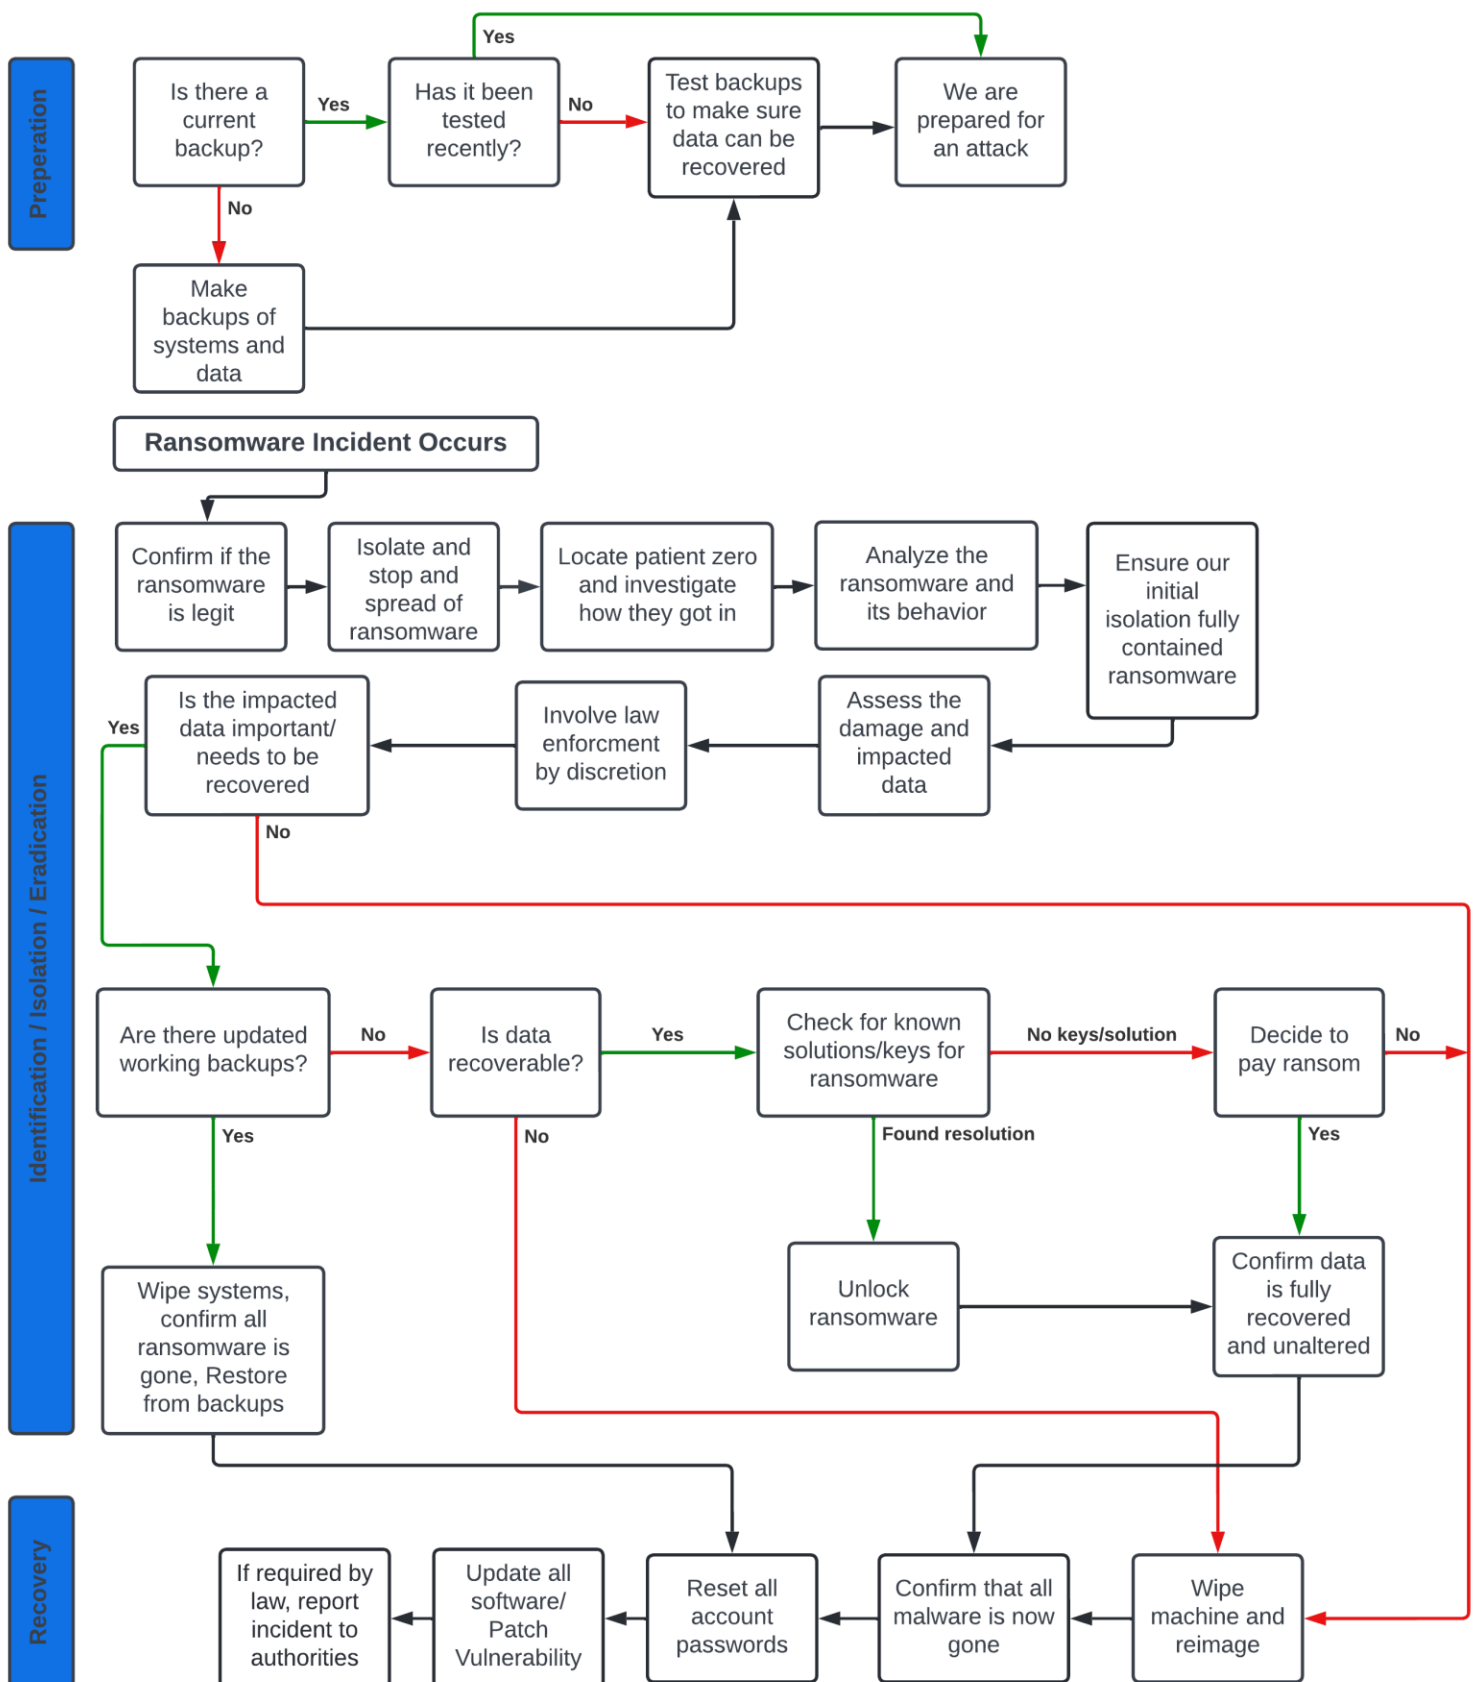 Preperation
Yes
Is there a
current
backup?
Yes
Has it been
tested
recently?
No
Test backups
to make sure
data can be
recovered
We are
prepared for
an attack
No
Make
backups of
systems and
data
Ransomware Incident Occurs
Identification / Isolation / Eradication
Confirm if the
ransomware
is legit
Isolate and
stop and
spread of
ransomware
Locate patient zero
and investigate
how they got in
Analyze the
ransomware and
its behavior
Ensure our
initial
isolation fully
contained
ransomware
Assess the
damage and
impacted
data
Involve law
enforcment
by discretion
Is the impacted
data important/
needs to be
recovered
Yes
No
Are there updated
working backups?
No
Is data
recoverable?
Yes
Check for known
solutions/keys for
ransomware
No keys/solution
Decide to
pay ransom
No
Yes
No
Found resolution
Yes
Wipe systems,
confirm all
ransomware is
gone, Restore
from backups
Unlock
ransomware
Confirm data
is fully
recovered
and unaltered
Recovery
If required by
law, report
incident to
authorities
Update all
software/
Patch
Vulnerability
Reset all
account
passwords
Confirm that all
malware is now
gone
Wipe
machine and
reimage